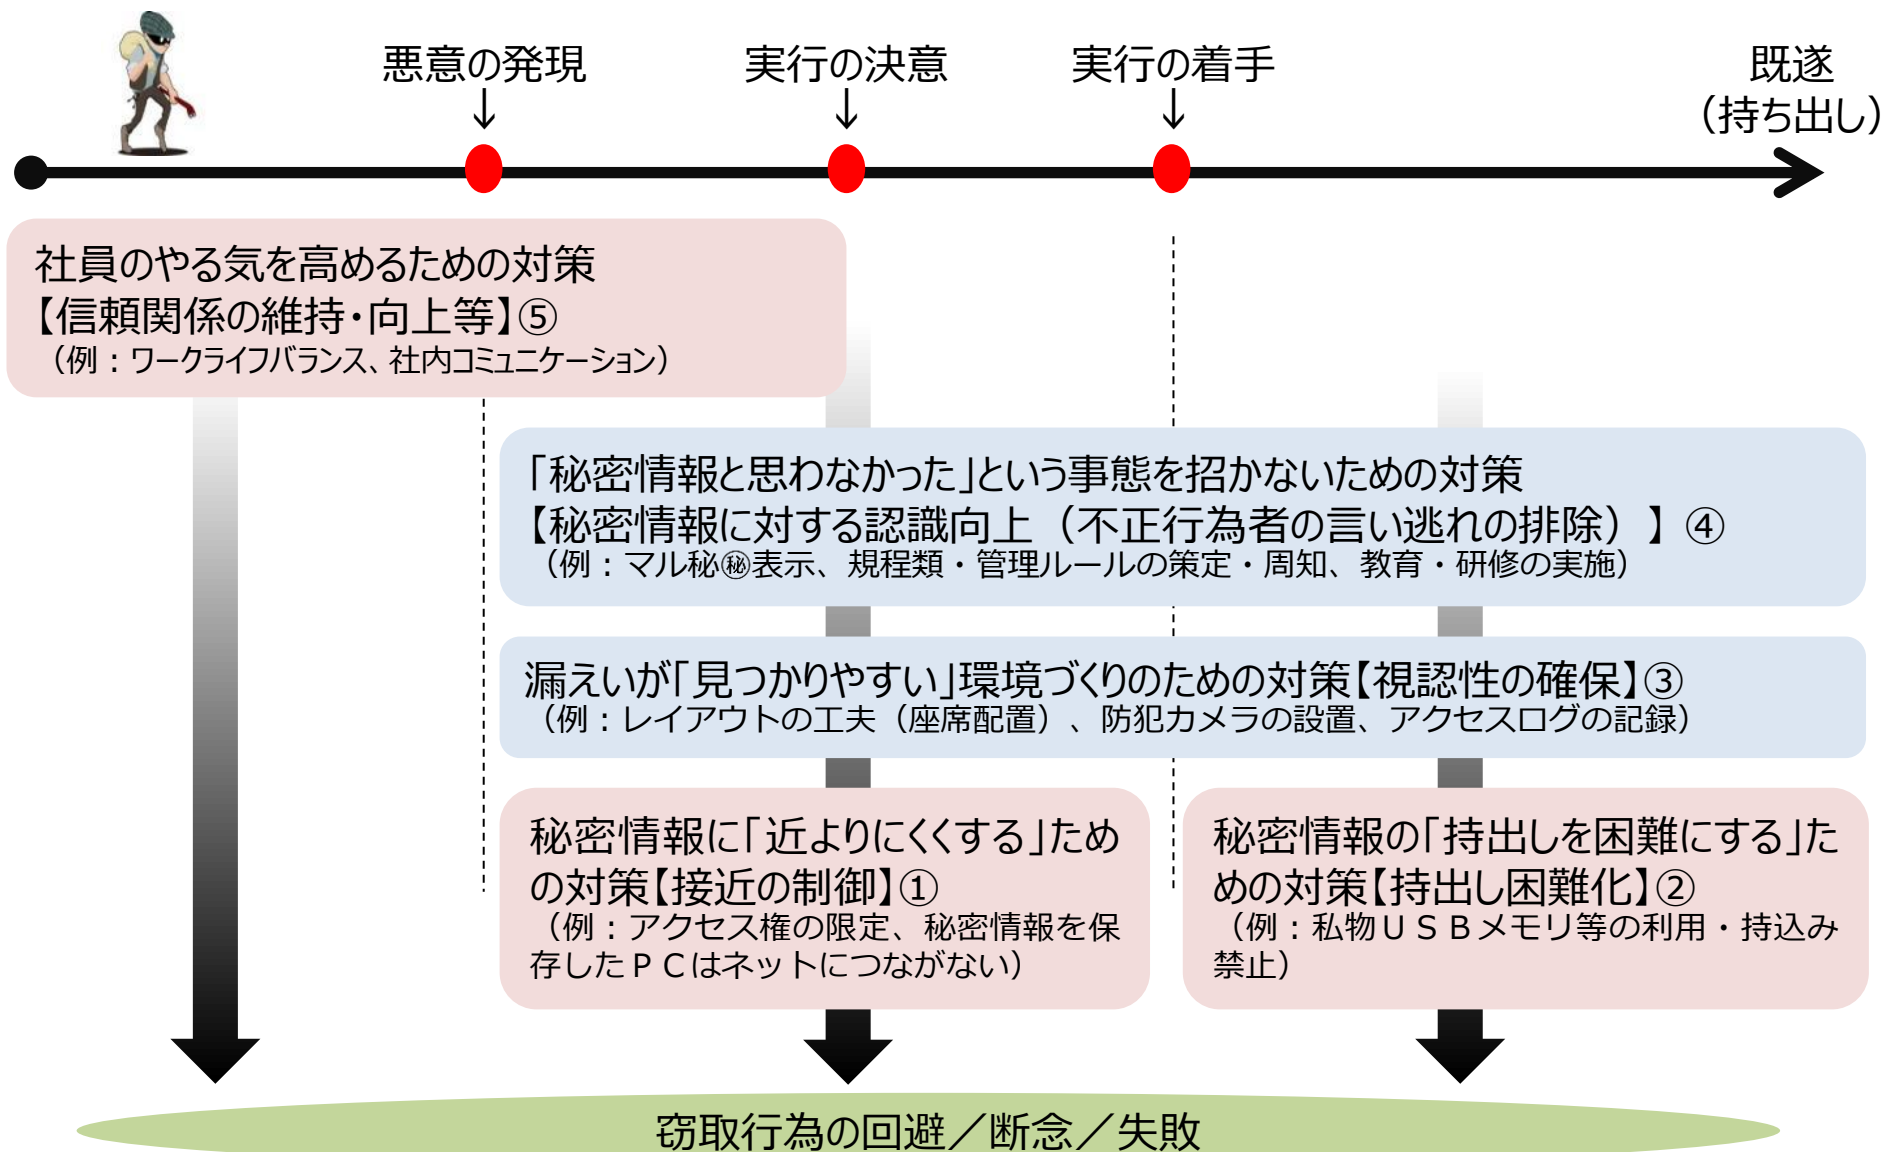 悪意の発現
↓
実行の決意
↓
実行の着手
↓
既遂
（持ち出し）
社員のやる気を高めるための対策
【信頼関係の維持・向上等】⑤
（例：ワークライフバランス、社内コミュニケーション）
「秘密情報と思わなかった」という事態を招かないための対策
【秘密情報に対する認識向上（不正行為者の言い逃れの排除）】④
（例：マル秘㊙表示、規程類・管理ルールの策定・周知、教育・研修の実施）
漏えいが「見つかりやすい」環境づくりのための対策【視認性の確保】③
（例：レイアウトの工夫（座席配置）、防犯カメラの設置、アクセスログの記録）
秘密情報に「近よりにくくする」ため
の対策【接近の制御】①
（例：アクセス権の限定、秘密情報を保
存したＰＣはネットにつながない）
秘密情報の「持出しを困難にする」た
めの対策【持出し困難化】②
（例：私物ＵＳＢメモリ等の利用・持込み
禁止）
窃取行為の回避／断念／失敗